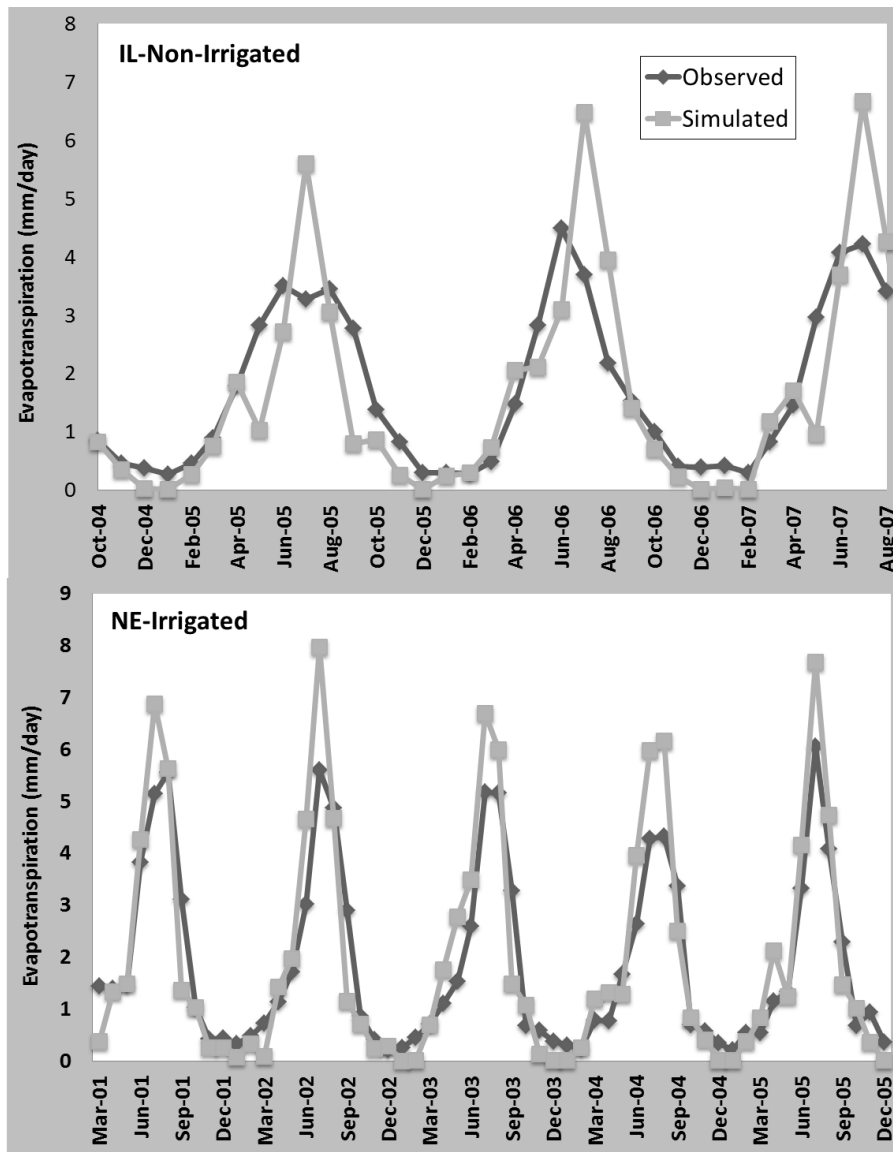 IL-Non-Irrigated
Observed
Simulated
Evapotranspiration (mm/day)
8
7
6
5
4
3
2
1
0
Oct-04
Dec-04
Feb-05
Apr-05
Jun-05
Aug-05
Oct-05
Dec-05
Feb-06
Apr-06
Jun-06
Aug-06
Oct-06
Dec-06
Feb-07
Apr-07
Jun-07
Aug-07
NE-Irrigated
Evapotranspiration (mm/day)
9
8
7
6
5
4
3
2
1
0
Mar-01
Jun-01
Sep-01
Dec-01
Mar-02
Jun-02
Sep-02
Dec-02
Mar-03
Jun-03
Sep-03
Dec-03
Mar-04
Jun-04
Sep-04
Dec-04
Mar-05
Jun-05
Sep-05
Dec-05